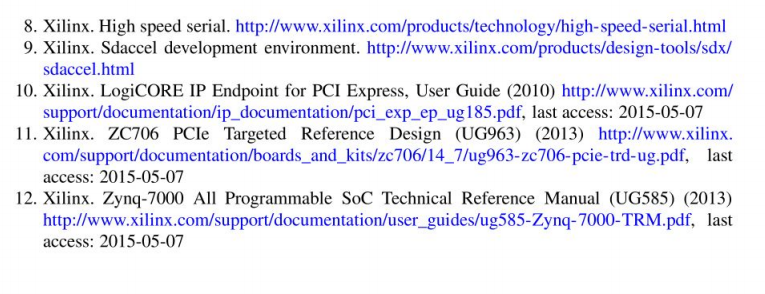 8. Xilinx. High speed serial. http://www.xilinx.com/products/technology/high-speed-serial.html
9. Xilinx. Sdaccel development environment. http://www.xilinx.com/products/design-tools/sdx/
sdaccel.html
10. Xilinx. LogiCORE IP Endpoint for PCI Express, User Guide (2010) http://www.xilinx.com/
support/documentation/ip_documentation/pci_exp_ep_ug185.pdf, last access: 2015-05-07
11. Xilinx. ZC706 PCIe Targeted Reference Design (UG963) (2013) http://www.xilinx.
com/support/documentation/boards_and_kits/zc706/14_7/ug963-zc706-pcie-trd-ug.pdf, last
access: 2015-05-07
12. Xilinx. Zynq-7000 All Programmable SoC Technical Reference Manual (UG585) (2013)
http://www.xilinx.com/support/documentation/user_guides/ug585-Zynq-7000-TRM.pdf, last
access: 2015-05-07